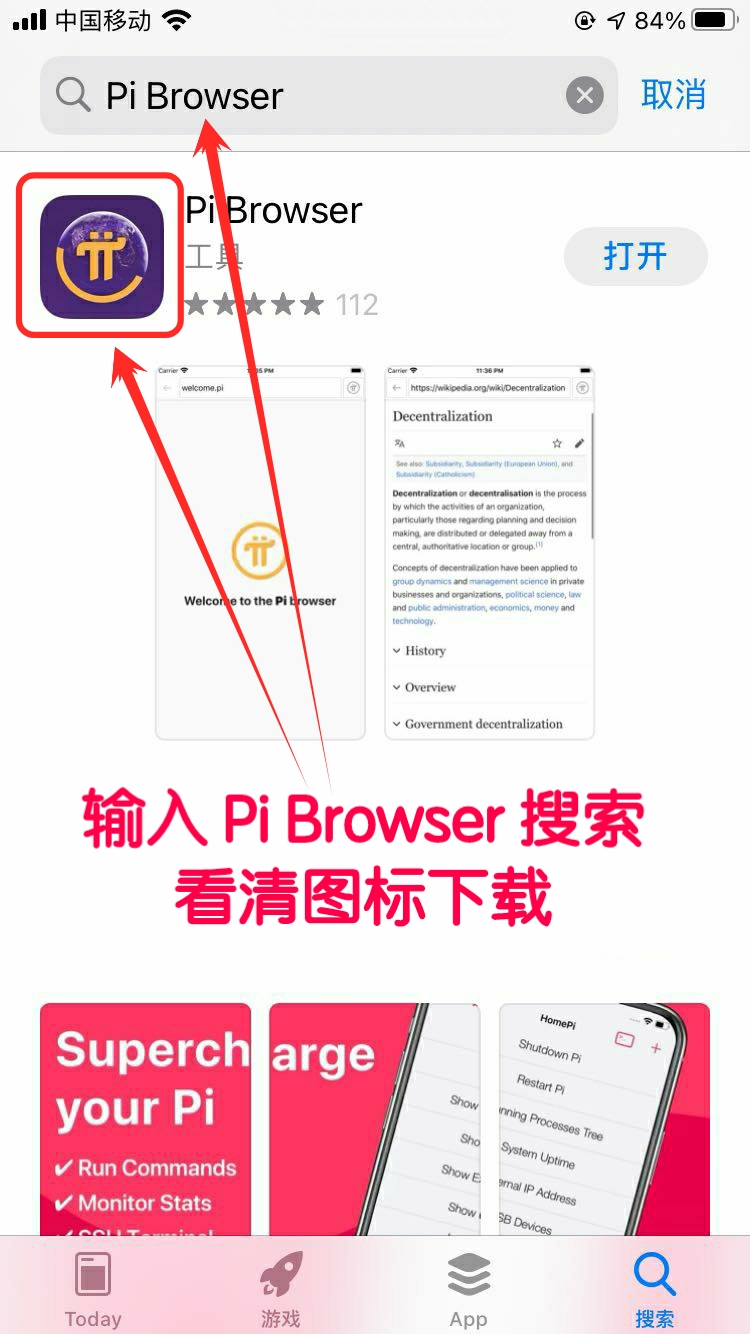 中国移动
84%
Pi Browser
取消
Pi Browser
工具
打开
112
Carrier
welcome.pi
Welcome to the Pi browser
Carrier 11:36 PM
https://wikipedia.org/wiki/Decentralization
Decentralization
See also: Subsidiarity, Subsidiarity (European Union), and
Subsidiarity (Catholicism)
Decentralization or decentralisation is the process
by which the activities of an organization,
particularly those regarding planning and decision
making, are distributed or delegated away from a
central, authoritative location or group.[1]
Concepts of decentralization have been applied to
group dynamics and management science in private
businesses and organizations, political science, law
and public administration, economics, money and
technology.
History
Overview
Government decentralization
输入 Pi Browser 搜索
看清图标下载
Superch
your Pi
✔ Run Commands
✔ Monitor Stats
✔ SSH Terminal
arge
Show
Sho
Show E
Show
HomePi
Shutdown Pi
Restart Pi
nning Processes Tree
System Uptime
ernal IP Address
SB Devices
Today
游戏
App
搜索